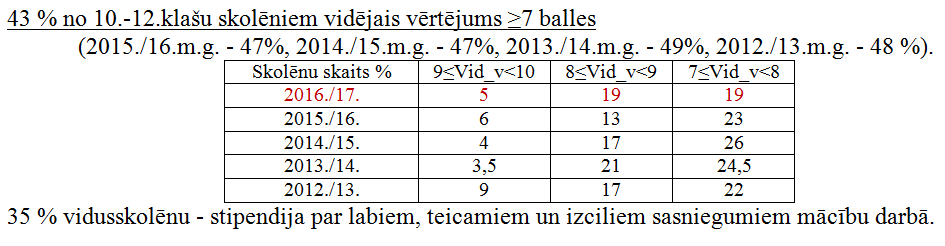 43 % no 10.-12.klašu skolēniem vidējais vērtējums ≥7 balles
(2015./16.m.g. - 47%, 2014./15.m.g. - 47%, 2013./14.m.g. - 49%, 2012./13.m.g. - 48 %).
Skolēnu skaits % 9≤Vid_v<10 8≤Vid_v<9 7≤Vid_v<8
2016./17. 5 19 19
2015./16. 6 13 23
2014./15. 4 17 26
2013./14. 3,5 21 24,5
2012./13. 9 17 22
35 % vidusskolēnu - stipendija par labiem, teicamiem un izciliem sasniegumiem mācību darbā.